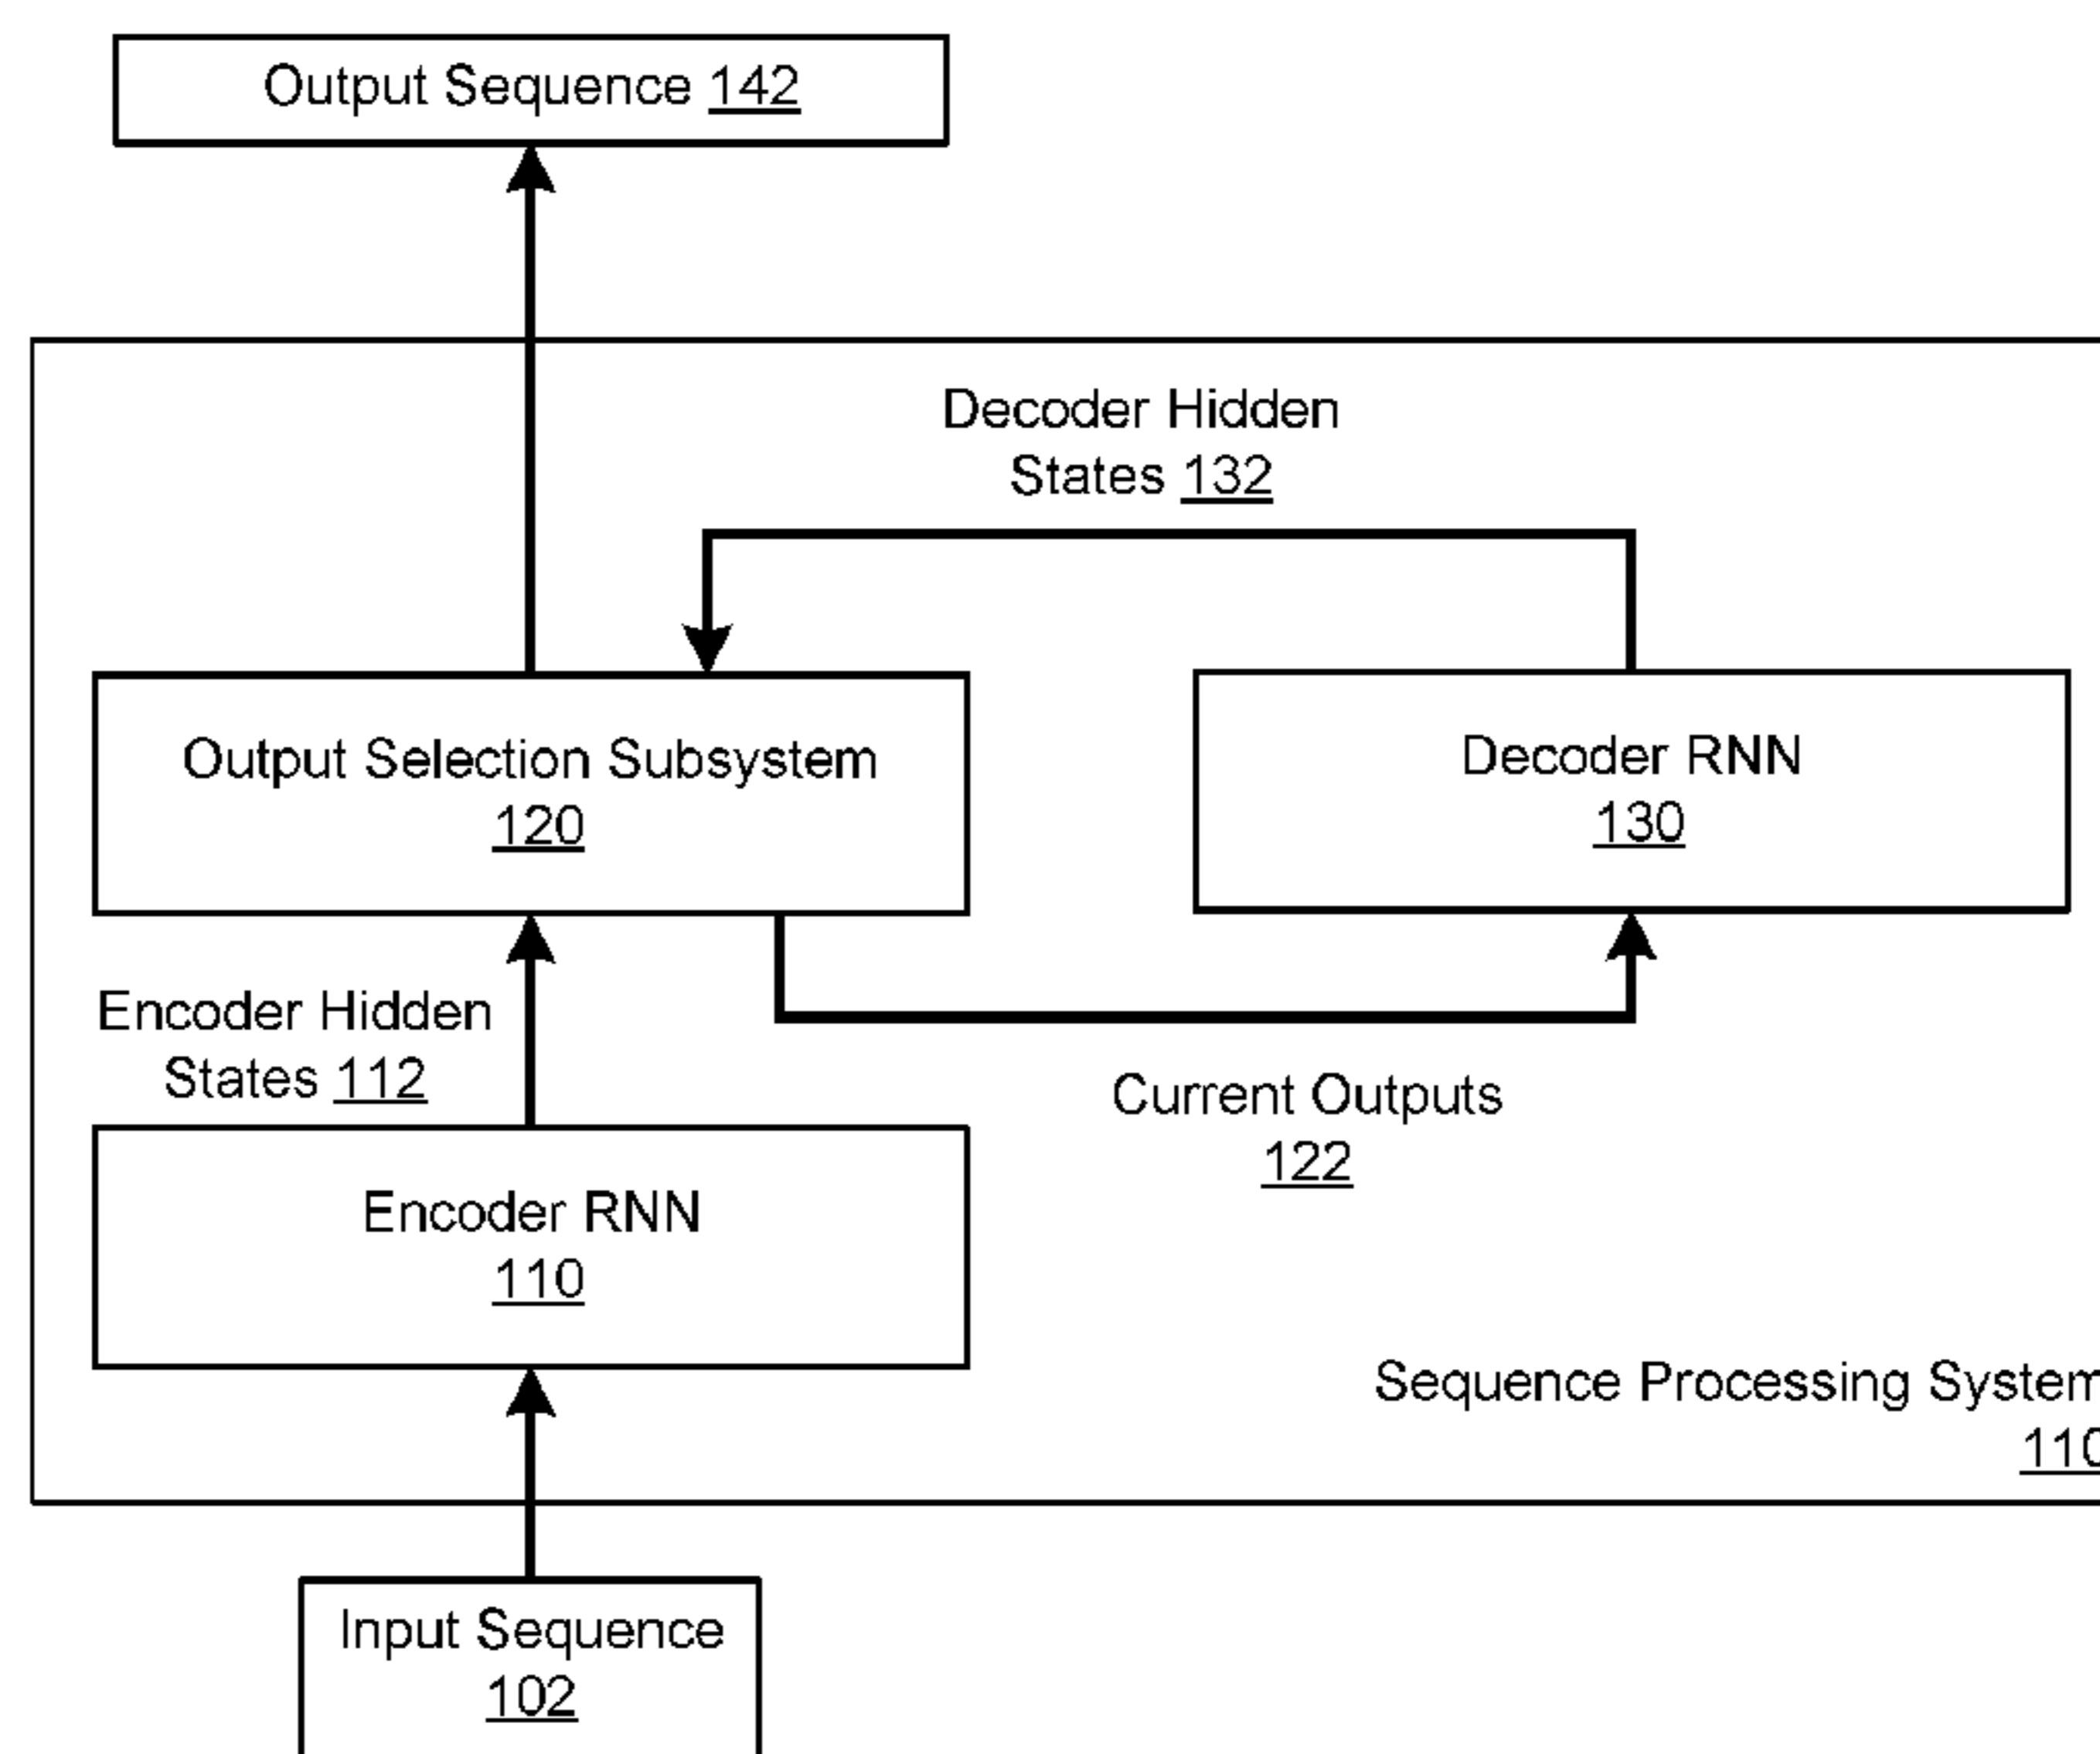 Output Sequence 142
Decoder Hidden
States 132
Output Selection Subsystem
120
Decoder RNN
130
Encoder Hidden
States 112
Current Outputs
122
Encoder RNN
110
Sequence Processing System
110
Input Sequence
102